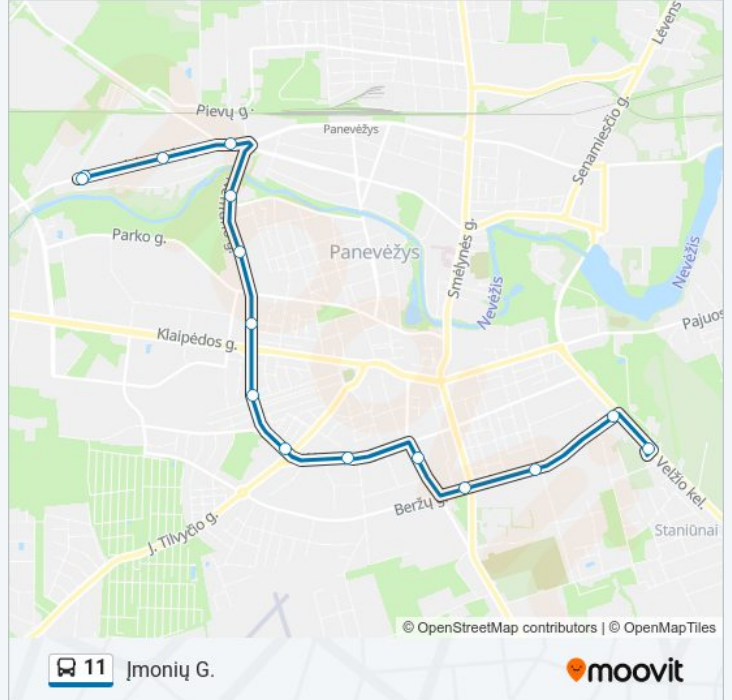 Lėvens
Pievų g.
Panevėžys
Senamiesčio g.
Parko g.
Panevėžys
Smėlynės g.
Nevėžis
Nevėžis
Pajuos
Klaipėdos g.
Velžio kel.
Beržų g.
J. Tilvyčio g.
Staniūnai
© OpenStreetMap contributors | © OpenMapTiles
11 Įmonių G.
moovit